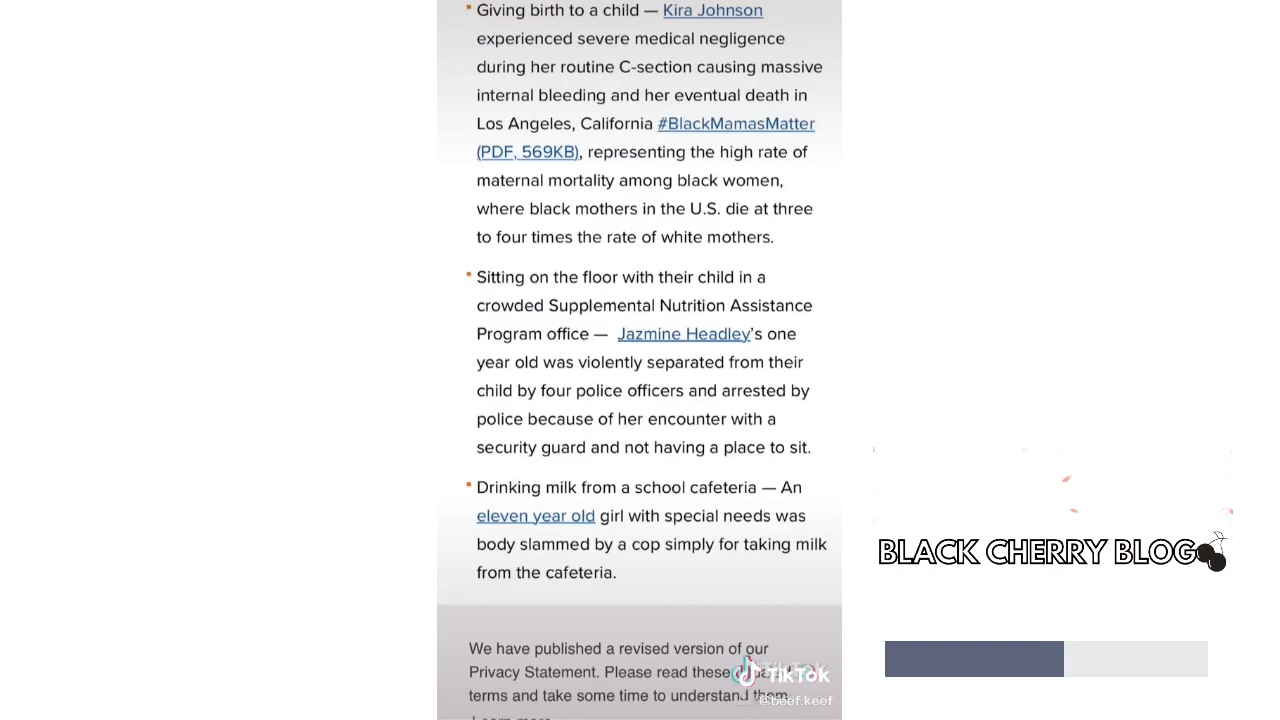 Giving birth to a child — Kira Johnson
experienced severe medical negligence
during her routine C-section causing massive
internal bleeding and her eventual death in
Los Angeles, California #BlackMamasMatter
(PDF, 569KB), representing the high rate of
maternal mortality among black women,
where black mothers in the U.S. die at three
to four times the rate of white mothers.
Sitting on the floor with their child in a
crowded Supplemental Nutrition Assistance
Program office — Jazmine Headley's one
year old was violently separated from their
child by four police officers and arrested by
police because of her encounter with a
security guard and not having a place to sit.
Drinking milk from a school cafeteria — An
eleven year old girl with special needs was
body slammed by a cop simply for taking milk
from the cafeteria.
BLACK CHERRY BLOG
We have published a revised version of our
Privacy Statement. Please read these
terms and take some time to understand them.
TikTok
@beef.keef